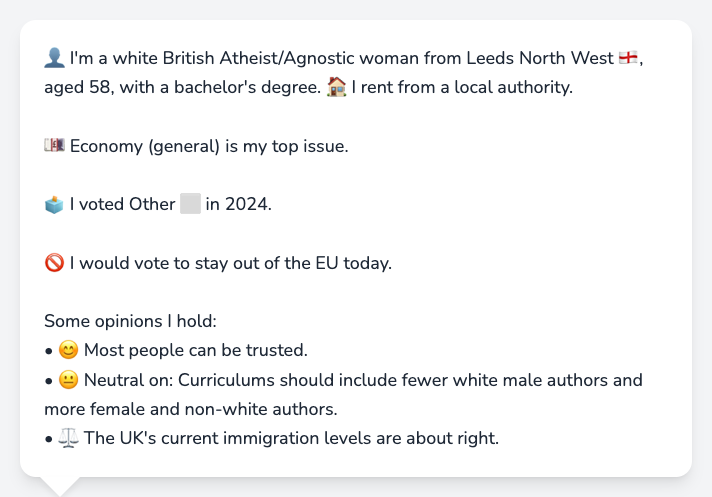 👤 I'm a white British Atheist/Agnostic woman from Leeds North West 🏴󠁧󠁢󠁥󠁮󠁧󠁿,
aged 58, with a bachelor's degree. 🏠 I rent from a local authority.
💷 Economy (general) is my top issue.
🗳️ I voted Other ⬜ in 2024.
🚫 I would vote to stay out of the EU today.
Some opinions I hold:
• 😊 Most people can be trusted.
• 😐 Neutral on: Curriculums should include fewer white male authors and
more female and non-white authors.
• ⚖️ The UK's current immigration levels are about right.